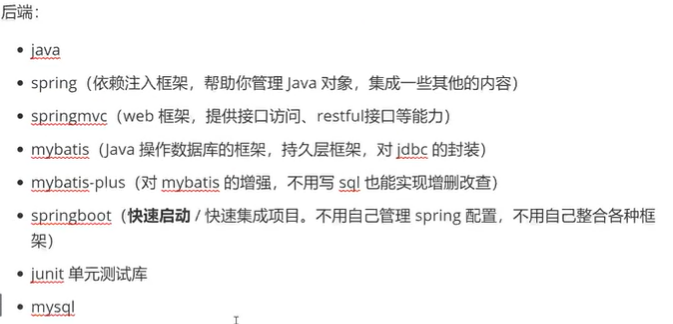 后端：
java
spring（依赖注入框架，帮助你管理 Java 对象，集成一些其他的内容）
springmvc（web 框架，提供接口访问、restful接口等能力）
mybatis（Java 操作数据库的框架，持久层框架，对 jdbc 的封装）
mybatis-plus（对 mybatis 的增强，不用写 sql 也能实现增删改查）
springboot（快速启动 / 快速集成项目。不用自己管理 spring 配置，不用自己整合各种框
架）
junit 单元测试库
mysql